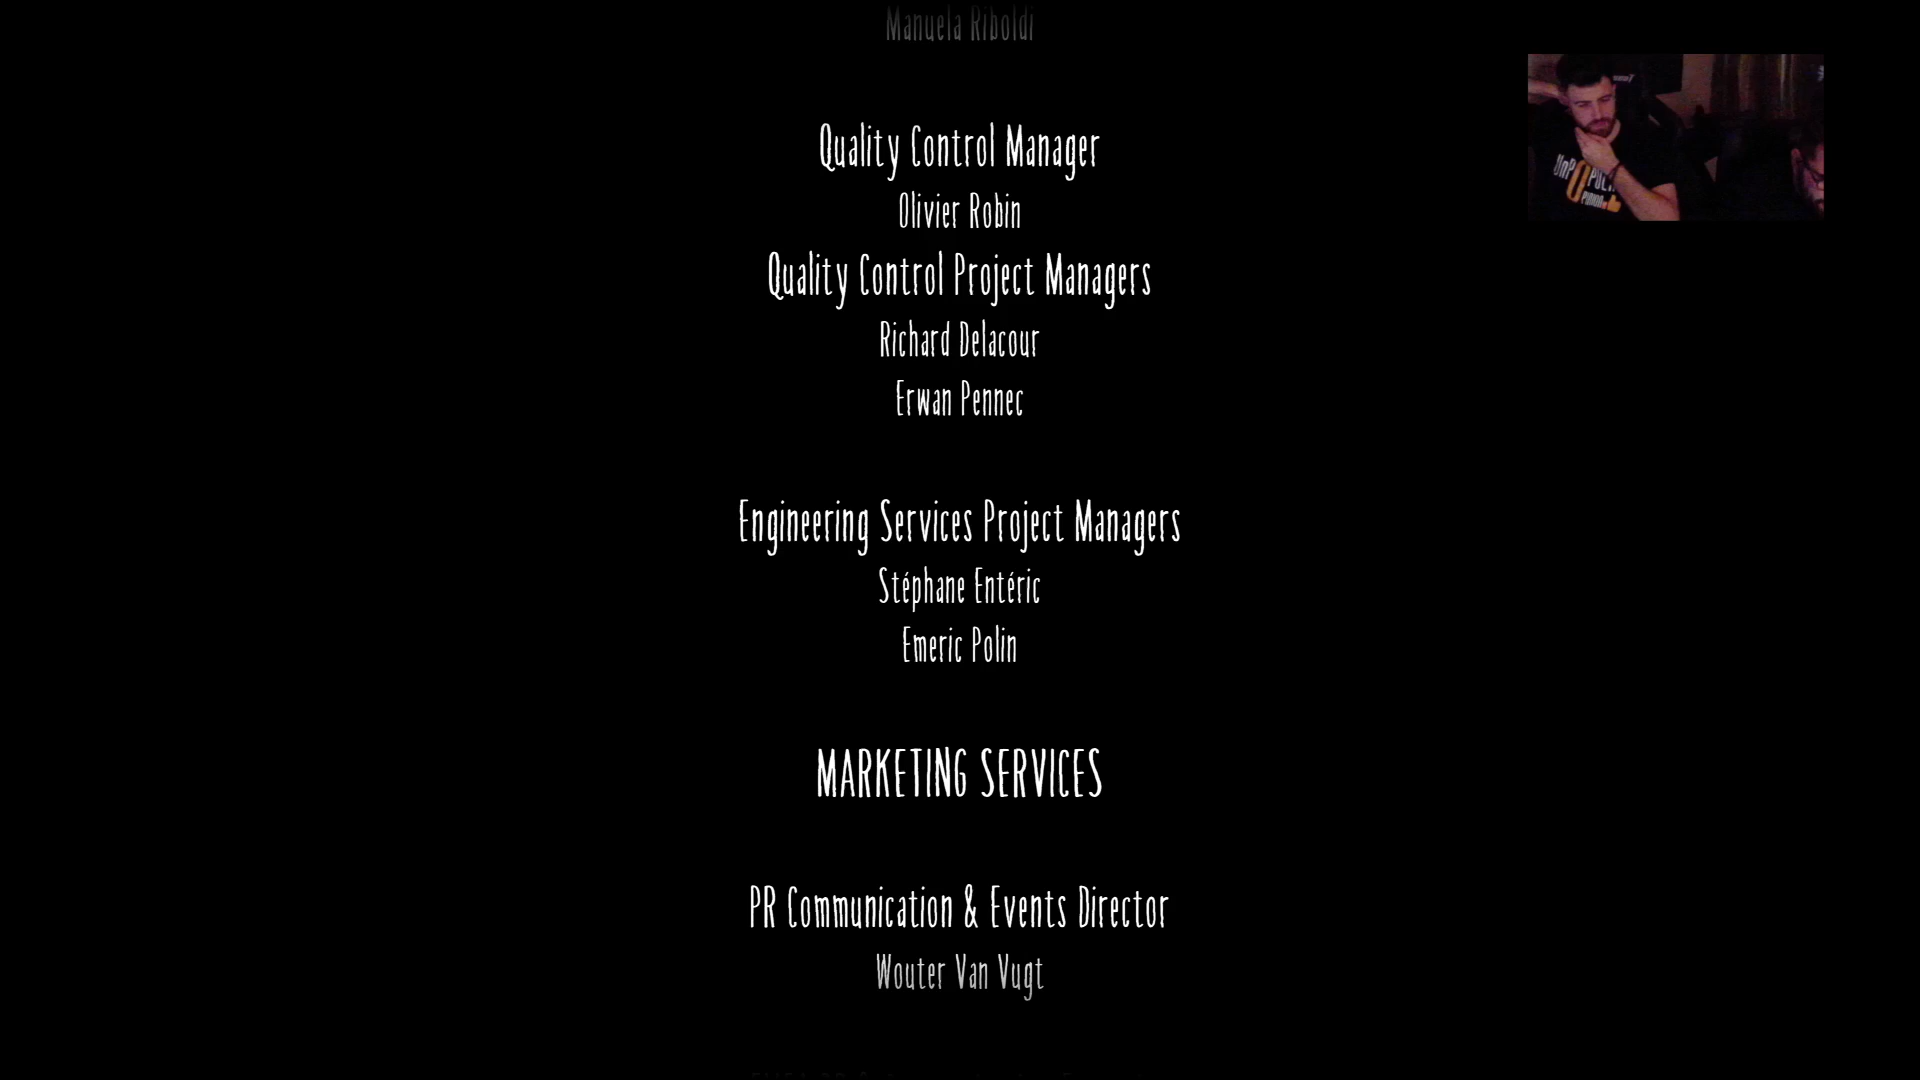 Manuela Riboldi
Quality Control Manager
Olivier Robin
Quality Control Project Managers
Richard Delacour
Erwan Pennec
Engineering Services Project Managers
Stéphane Entéric
Emeric Polin
MARKETING SERVICES
PR Communication & Events Director
Wouter Van Vugt